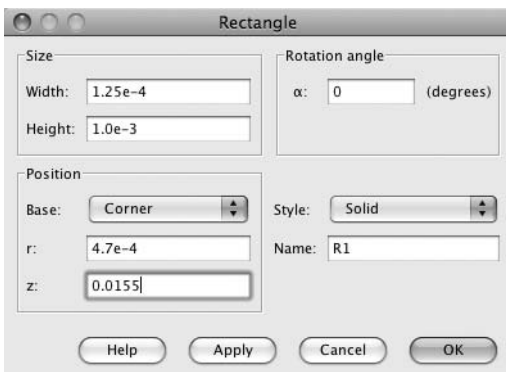 Rectangle
Size
Width: 1.25e-4
Height: 1.0e-3
Rotation angle
α: 0 (degrees)
Position
Base: Corner
r: 4.7e-4
z: 0.0155
Style: Solid
Name: R1
Help Apply Cancel OK